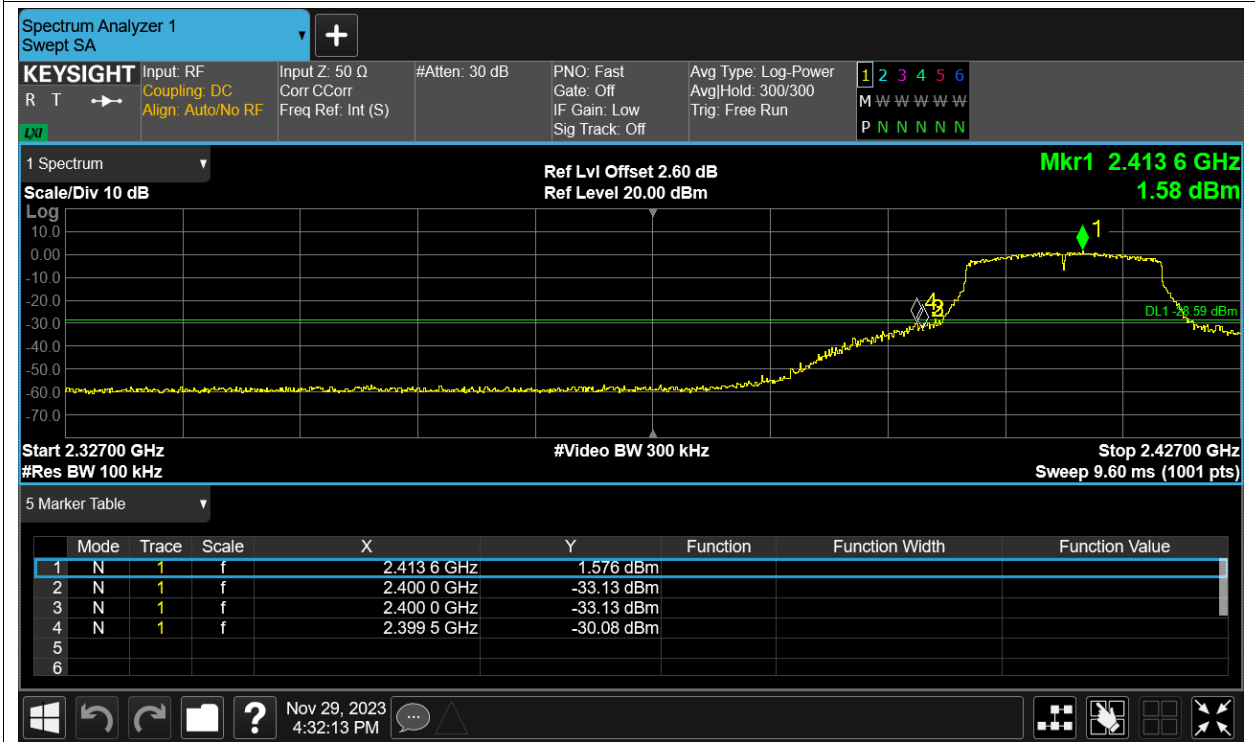 Spectrum Analyzer 1
Swept SA
+
KEYSIGHT Input: RF Input Z: 50 Ω #Atten: 30 dB PNO: Fast Avg Type: Log-Power 1 2 3 4 5 6
R T Coupling: DC Corr CCorr Gate: Off Avg|Hold: 300/300 M W W W W W
Align: Auto/No RF Freq Ref: Int (S) IF Gain: Low Trig: Free Run P N N N N N
LXI Sig Track: Off
1 Spectrum Ref Lvl Offset 2.60 dB Mkr1 2.413 6 GHz
Scale/Div 10 dB Ref Level 20.00 dBm 1.58 dBm
Log
10.0
0.00
-10.0
-20.0
-30.0
-40.0
-50.0
-60.0
-70.0
1
4
DL1 -28.59 dBm
Start 2.32700 GHz #Video BW 300 kHz Stop 2.42700 GHz
#Res BW 100 kHz Sweep 9.60 ms (1001 pts)
5 Marker Table
Mode Trace Scale X Y Function Function Width Function Value
1 N 1 f 2.413 6 GHz 1.576 dBm
2 N 1 f 2.400 0 GHz -33.13 dBm
3 N 1 f 2.400 0 GHz -33.13 dBm
4 N 1 f 2.399 5 GHz -30.08 dBm
5
6
? Nov 29, 2023
4:32:13 PM